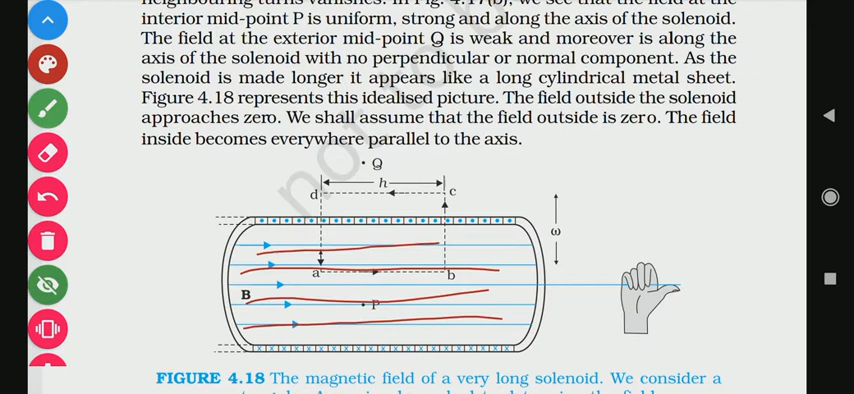 interior mid-point P is uniform, strong and along the axis of the solenoid.
The field at the exterior mid-point Q is weak and moreover is along the
axis of the solenoid with no perpendicular or normal component. As the
solenoid is made longer it appears like a long cylindrical metal sheet.
Figure 4.18 represents this idealised picture. The field outside the solenoid
approaches zero. We shall assume that the field outside is zero. The field
inside becomes everywhere parallel to the axis.
Q
h
d
c
ω
a
b
B
P
FIGURE 4.18 The magnetic field of a very long solenoid. We consider a
not to